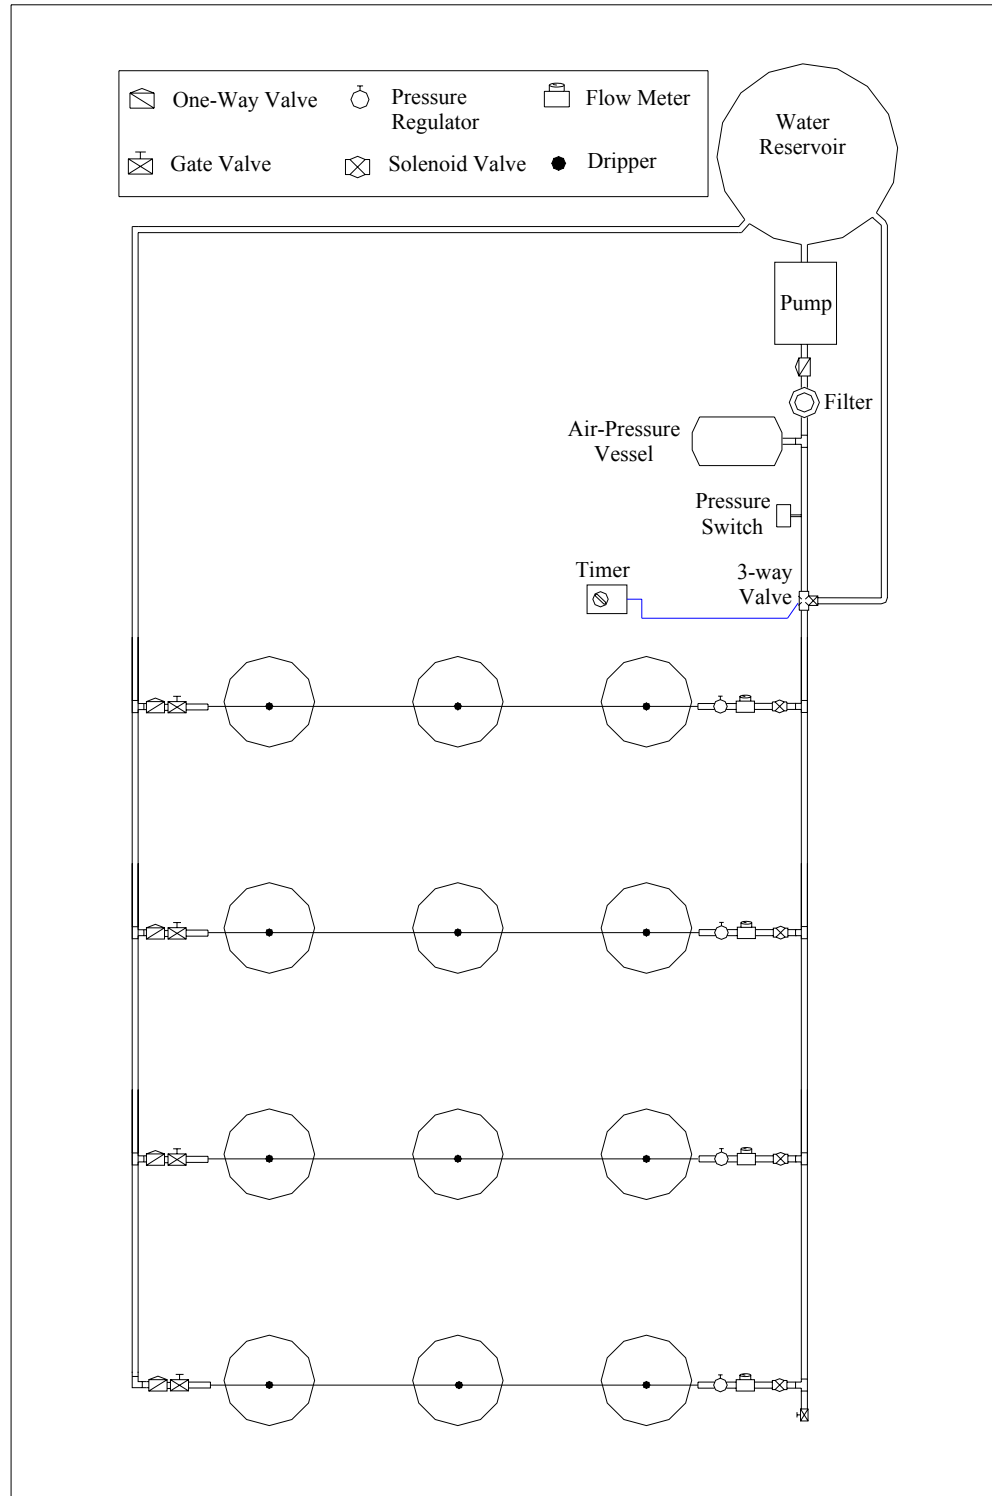 One-Way Valve
Pressure
Regulator
Flow Meter
Gate Valve
Solenoid Valve
Dripper
Water
Reservoir
Pump
Filter
Air-Pressure
Vessel
Pressure
Switch
Timer
3-way
Valve